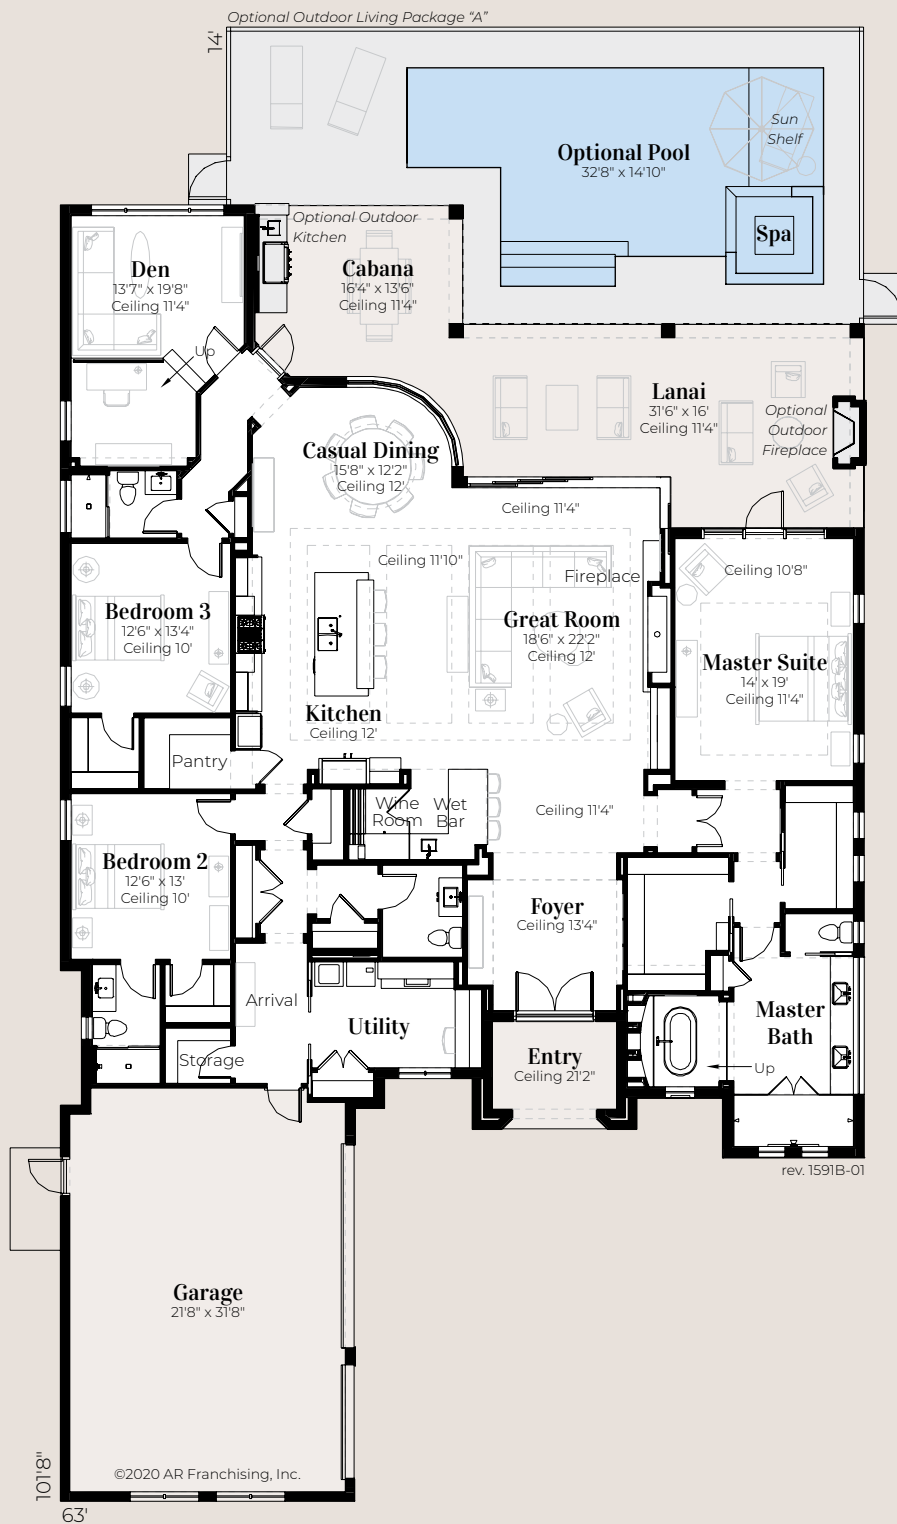 Optional Outdoor Living Package “A”
14'
Optional Pool
32'8" x 14'10"
Sun
Shelf
Spa
Optional Outdoor
Kitchen
Den
13'7" x 19'8"
Ceiling 11'4"
Cabana
16'4" x 13'6"
Ceiling 11'4"
Up
Lanai
31'6" x 16'
Ceiling 11'4"
Optional
Outdoor
Fireplace
Casual Dining
15'8" x 12'2"
Ceiling 12'
Ceiling 11'4"
Ceiling 11'10"
Fireplace
Ceiling 10'8"
Bedroom 3
12'6" x 13'4"
Ceiling 10'
Great Room
18'6" x 22'2"
Ceiling 12'
Master Suite
14' x 19'
Ceiling 11'4"
Kitchen
Ceiling 12'
Pantry
Wine
Room
Wet
Bar
Ceiling 11'4"
Bedroom 2
12'6" x 13'
Ceiling 10'
Foyer
Ceiling 13'4"
Arrival
Utility
Master
Bath
Storage
Entry
Ceiling 21'2"
Up
rev. 1591B-01
Garage
21'8" x 31'8"
©2020 AR Franchising, Inc.
101'8"
63'